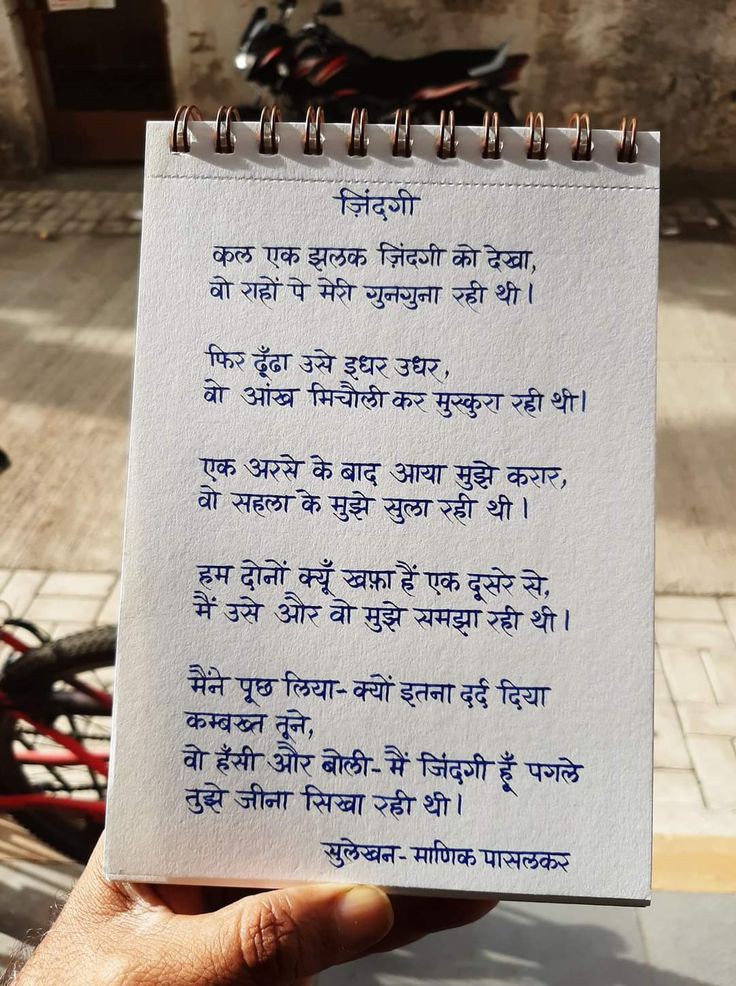 ज़िंदगी
कल एक झलक ज़िंदगी को देखा,
वो राहों पे मेरी गुनगुना रही थी।
फिर ढूँढा उसे इधर उधर,
वो आंख मिचौली कर मुस्कुरा रही थी।
एक अरसे के बाद आया मुझे करार,
वो सहला के मुझे सुला रही थी।
हम दोनों क्यूँ ख़फ़ा हैं एक दूसरे से,
मैं उसे और वो मुझे समझा रही थी।
मैंने पूछ लिया- क्यों इतना दर्द दिया
कम्बख्त तूने,
वो हँसी और बोली- मैं जिंदगी हूँ पगले
तुझे जीना सिखा रही थी।
सुलेखन- माणिक पासलकर